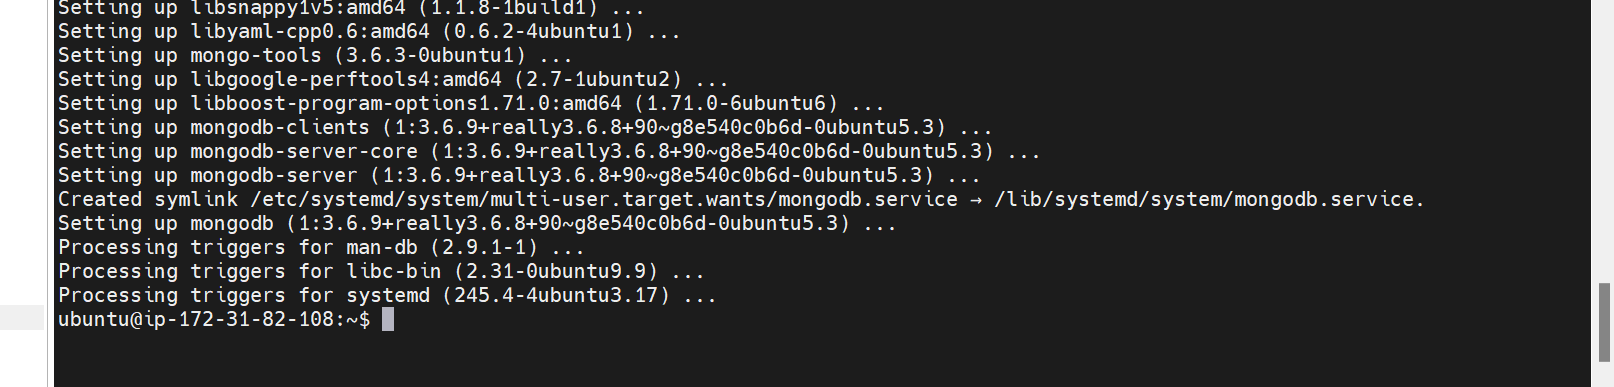 Setting up libsnappy1v5:amd64 (1.1.8-1build1) ...
Setting up libyaml-cpp0.6:amd64 (0.6.2-4ubuntu1) ...
Setting up mongo-tools (3.6.3-0ubuntu1) ...
Setting up libgoogle-perftools4:amd64 (2.7-1ubuntu2) ...
Setting up libboost-program-options1.71.0:amd64 (1.71.0-6ubuntu6) ...
Setting up mongodb-clients (1:3.6.9+really3.6.8+90~g8e540c0b6d-0ubuntu5.3) ...
Setting up mongodb-server-core (1:3.6.9+really3.6.8+90~g8e540c0b6d-0ubuntu5.3) ...
Setting up mongodb-server (1:3.6.9+really3.6.8+90~g8e540c0b6d-0ubuntu5.3) ...
Created symlink /etc/systemd/system/multi-user.target.wants/mongodb.service → /lib/systemd/system/mongodb.service.
Setting up mongodb (1:3.6.9+really3.6.8+90~g8e540c0b6d-0ubuntu5.3) ...
Processing triggers for man-db (2.9.1-1) ...
Processing triggers for libc-bin (2.31-0ubuntu9.9) ...
Processing triggers for systemd (245.4-4ubuntu3.17) ...
ubuntu@ip-172-31-82-108:~$